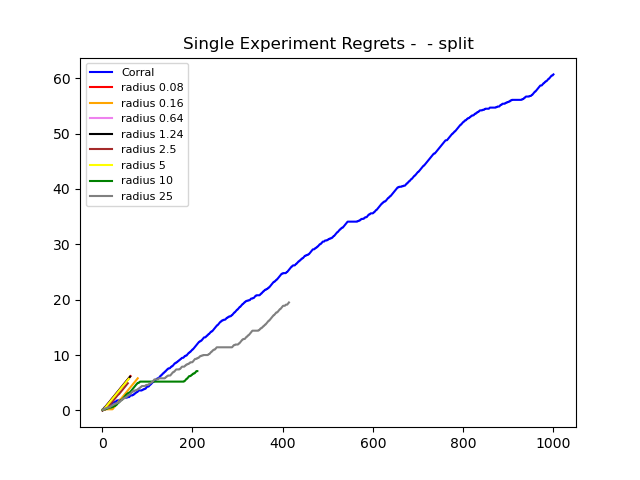 Single Experiment Regrets -  - split
60
50
40
30
20
10
0
Corral
radius 0.08
radius 0.16
radius 0.64
radius 1.24
radius 2.5
radius 5
radius 10
radius 25
0 200 400 600 800 1000